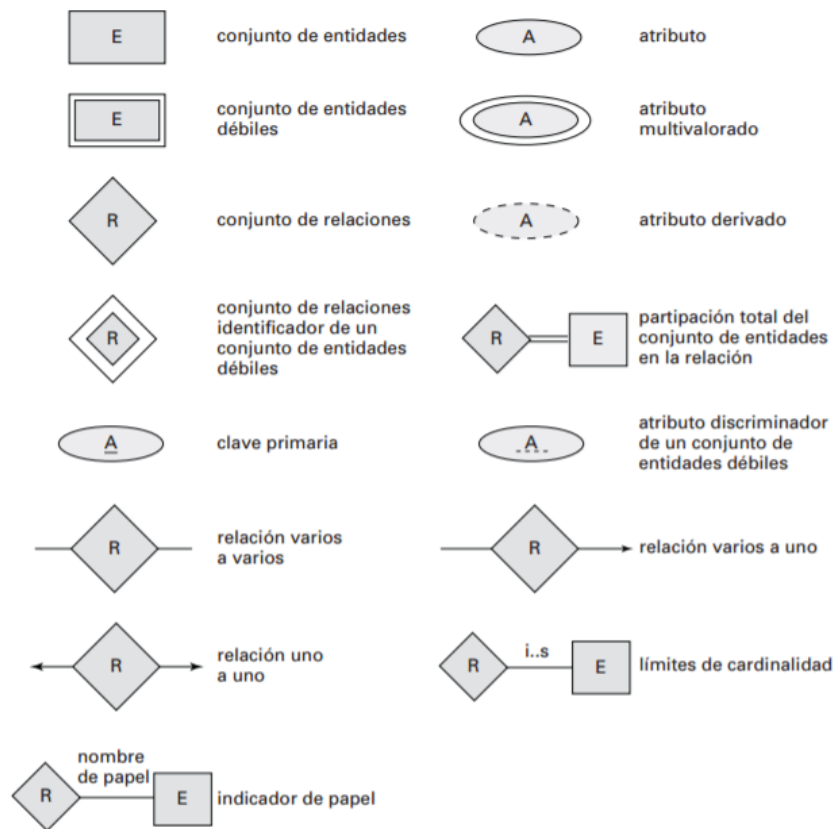 E
conjunto de entidades
A
atributo
E
conjunto de entidades
débiles
A
atributo
multivalorado
R
conjunto de relaciones
A
atributo derivado
R
conjunto de relaciones
identificador de un
conjunto de entidades
débiles
R
E
partipación total del
conjunto de entidades
en la relación
A
clave primaria
A
atributo discriminador
de un conjunto de
entidades débiles
R
relación varios
a varios
R
relación varios a uno
R
relación uno
a uno
R
i..s
E
límites de cardinalidad
R
nombre
de papel
E
indicador de papel